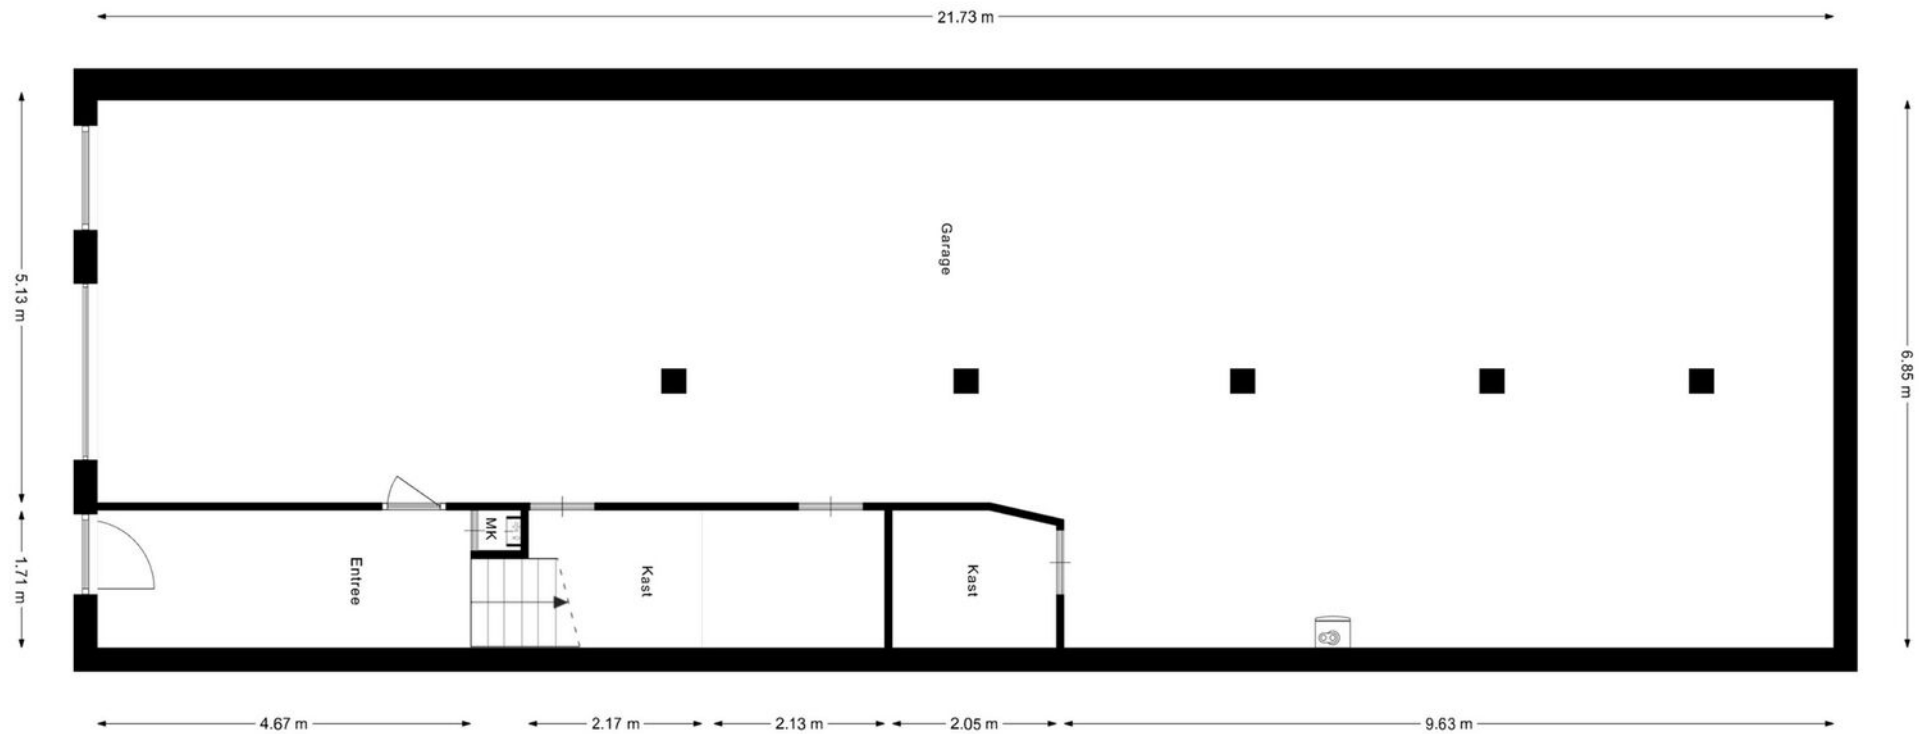 21.73 m
5.13 m
Garage
6.85 m
1.71 m
Entree
MK
Kast
Kast
4.67 m
2.17 m
2.13 m
2.05 m
9.63 m